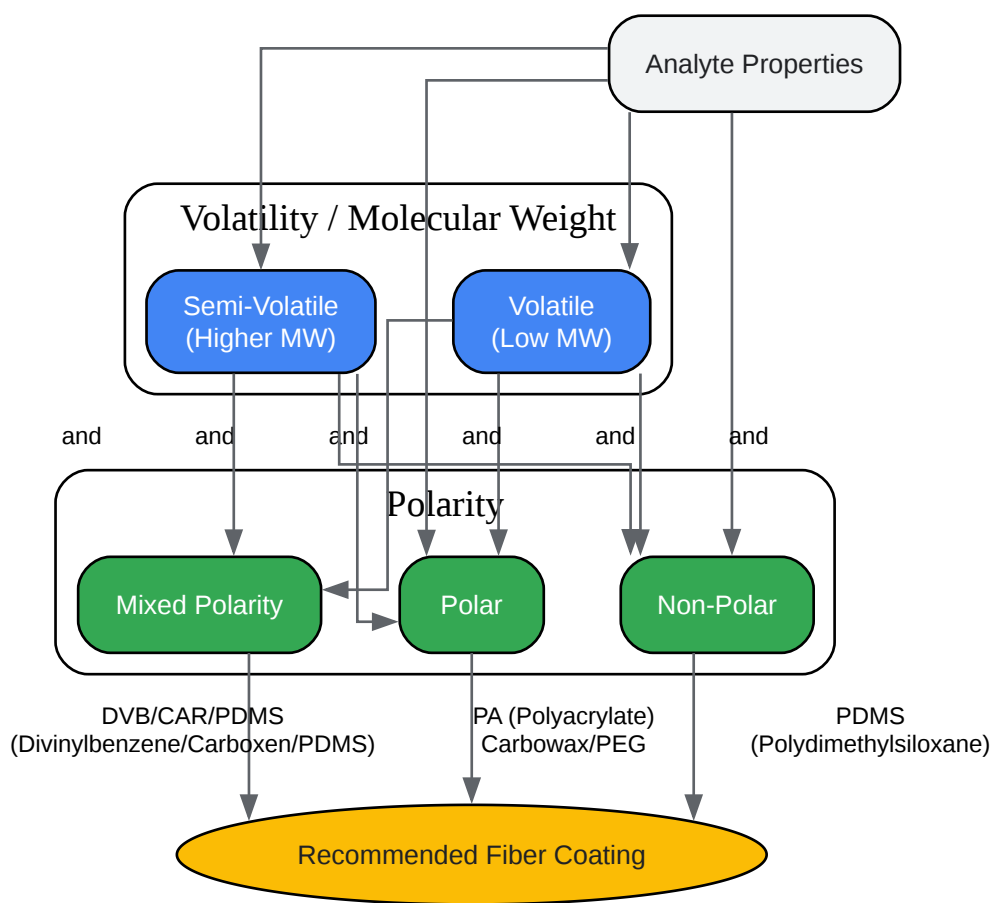 Analyte Properties
Volatility / Molecular Weight
Semi-Volatile
(Higher MW)
Volatile
(Low MW)
and
and
and
and
and
and
Polarity
Mixed Polarity
Polar
Non-Polar
DVB/CAR/PDMS
(Divinylbenzene/Carboxen/PDMS)
PA (Polyacrylate)
Carbowax/PEG
PDMS
(Polydimethylsiloxane)
Recommended Fiber Coating